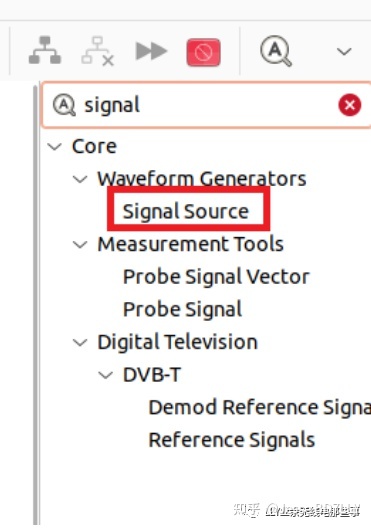 signal
Core
Waveform Generators
Signal Source
Measurement Tools
Probe Signal Vector
Probe Signal
Digital Television
DVB-T
Demod Reference Signa
Reference Signals
知乎